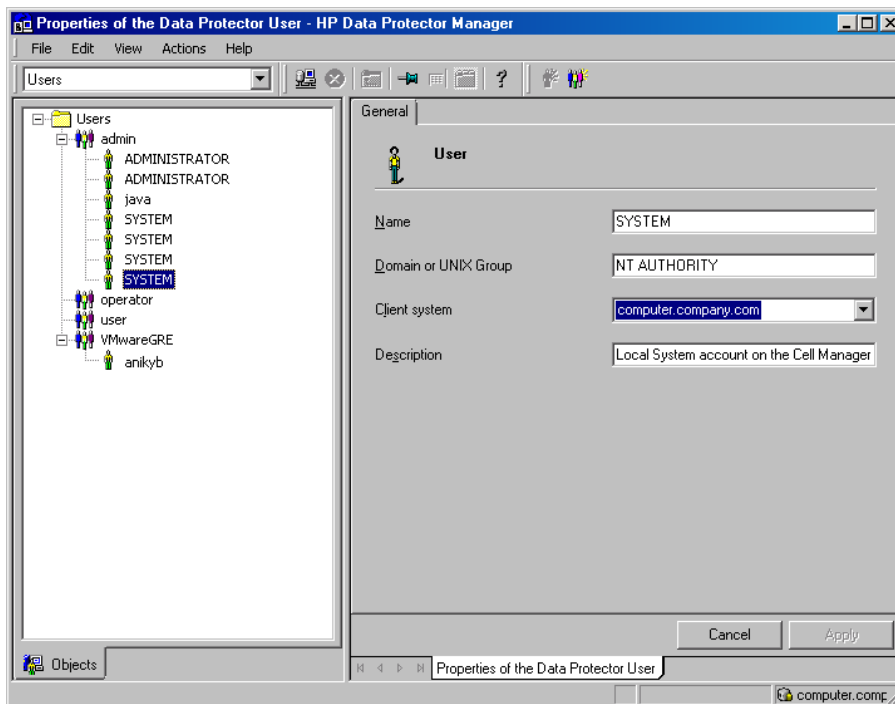 Properties of the Data Protector User - HP Data Protector Manager
File Edit View Actions Help
Users
Users
admin
ADMINISTRATOR
ADMINISTRATOR
java
SYSTEM
SYSTEM
SYSTEM
SYSTEM
operator
user
VMwareGRE
anikyb
Objects
General
User
Name SYSTEM
Domain or UNIX Group NT AUTHORITY
Client system computer.company.com
Description Local System account on the Cell Manager
Cancel Apply
Properties of the Data Protector User
computer.comp